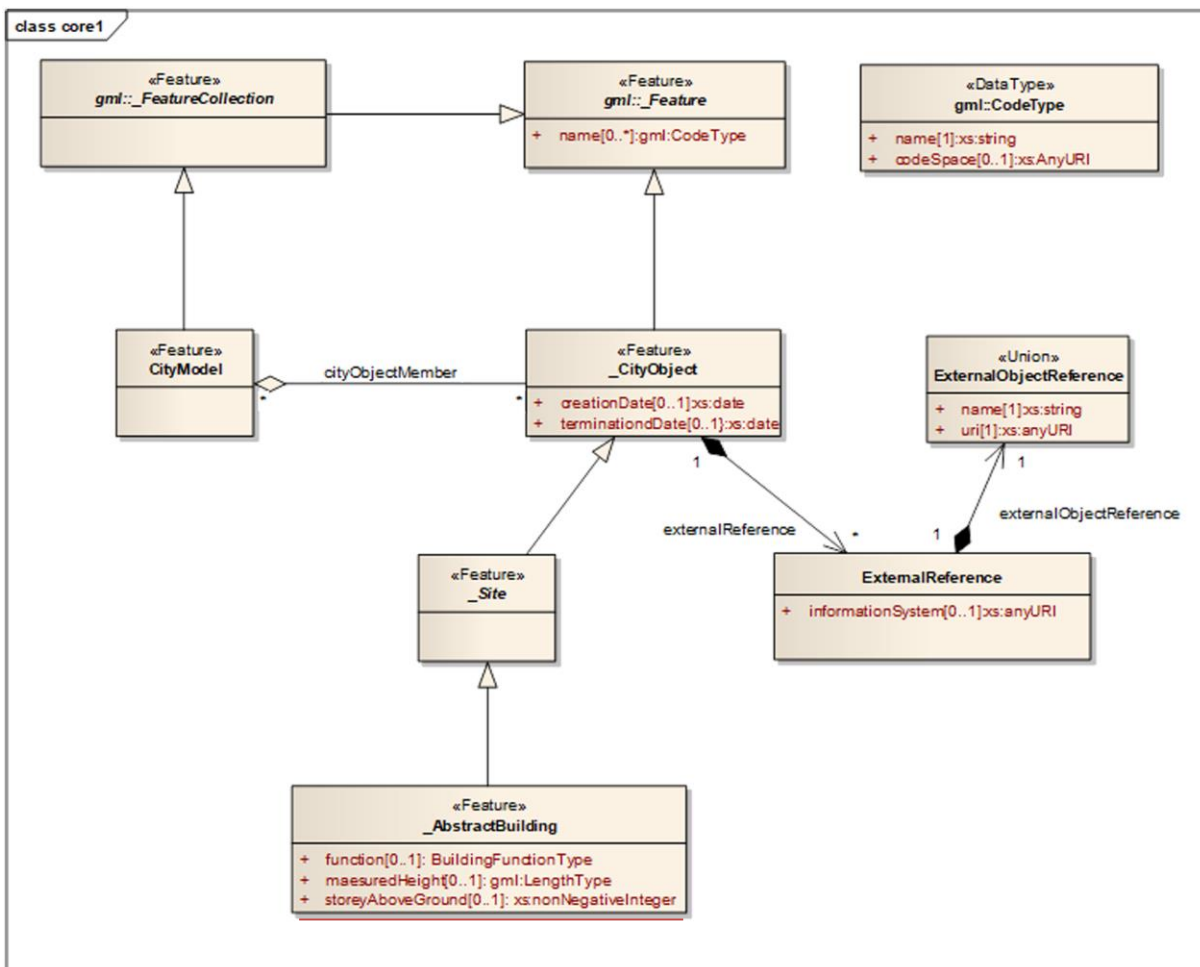 class core1
«Feature»
gml::_FeatureCollection
«Feature»
gml::_Feature
+ name[0..*]:gml:CodeType
«DataType»
gml::CodeType
+ name[1]:xs:string
+ codeSpace[0..1]:xs:AnyURI
«Feature»
CityModel
*
cityObjectMember
*
«Feature»
_CityObject
+ creationDate[0..1]:xs:date
+ terminationdDate[0..1}:xs:date
«Union»
ExternalObjectReference
+ name[1]:xs:string
+ uri[1]:xs:anyURI
1
externalReference
*
1
externalObjectReference
1
ExternalReference
+ informationSystem[0..1]:xs:anyURI
«Feature»
_Site
«Feature»
_AbstractBuilding
+ function[0..1]: BuildingFunctionType
+ maesuredHeight[0..1]: gml:LengthType
+ storeyAboveGround[0..1]: xs:nonNegativeInteger